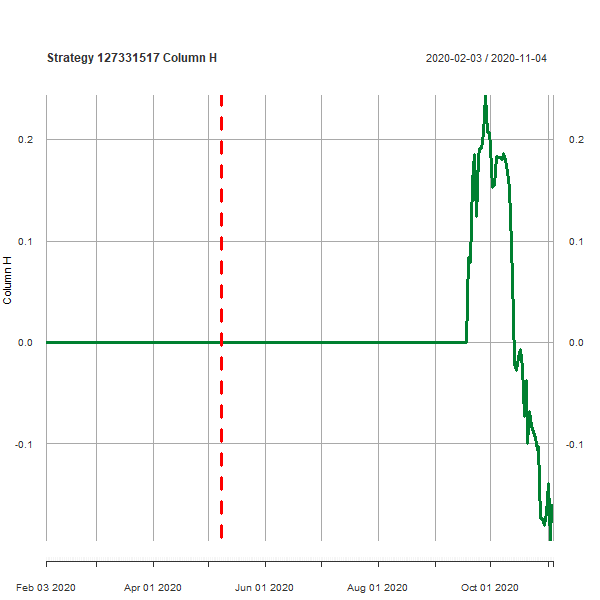 Strategy 127331517 Column H
2020-02-03 / 2020-11-04
0.2
0.2
0.1
0.1
Column H
0.0
0.0
-0.1
-0.1
Feb 03 2020
Apr 01 2020
Jun 01 2020
Aug 01 2020
Oct 01 2020